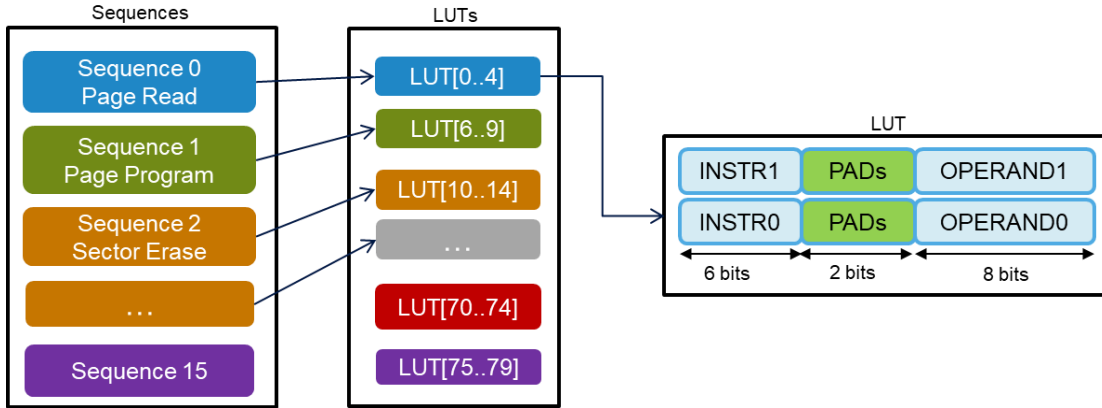 Sequences
Sequence 0
Page Read
Sequence 1
Page Program
Sequence 2
Sector Erase
...
Sequence 15
LUTs
LUT[0..4]
LUT[6..9]
LUT[10..14]
...
LUT[70..74]
LUT[75..79]
LUT
INSTR1 PADs OPERAND1
INSTR0 PADs OPERAND0
6 bits 2 bits 8 bits